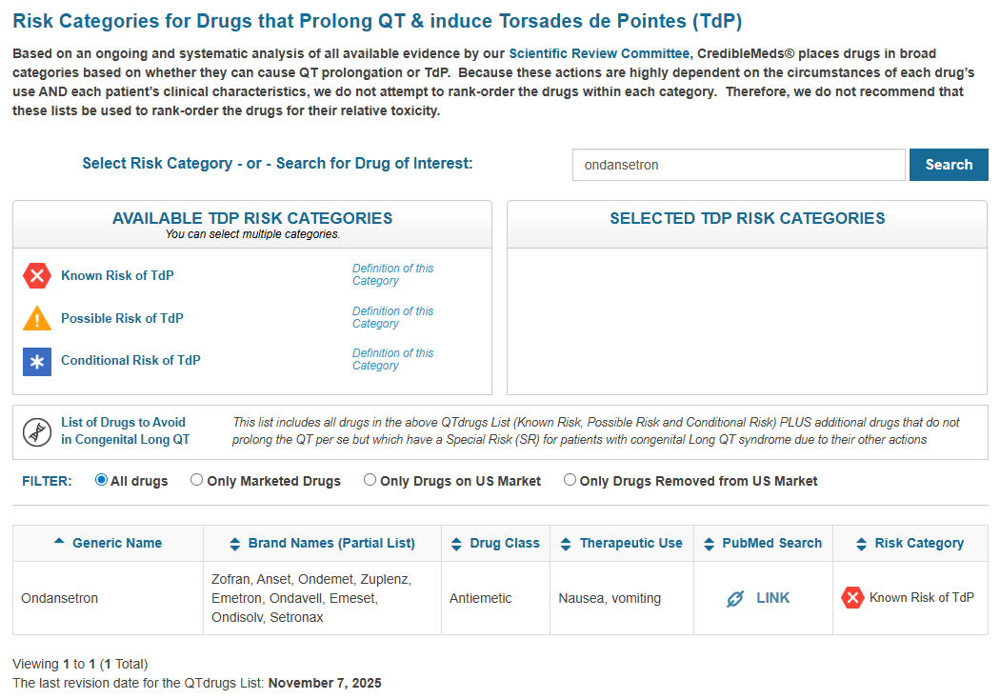 Risk Categories for Drugs that Prolong QT & induce Torsades de Pointes (TdP)
Based on an ongoing and systematic analysis of all available evidence by our Scientific Review Committee, CredibleMeds® places drugs in broad
categories based on whether they can cause QT prolongation or TdP.  Because these actions are highly dependent on the circumstances of each drug's
use AND each patient's clinical characteristics, we do not attempt to rank-order the drugs within each category.  Therefore, we do not recommend that
these lists be used to rank-order the drugs for their relative toxicity.
Select Risk Category - or - Search for Drug of Interest:
ondansetron
Search
AVAILABLE TDP RISK CATEGORIES
You can select multiple categories.
Known Risk of TdP
Definition of this
Category
Possible Risk of TdP
Definition of this
Category
Conditional Risk of TdP
Definition of this
Category
SELECTED TDP RISK CATEGORIES
List of Drugs to Avoid
in Congenital Long QT
This list includes all drugs in the above QTdrugs List (Known Risk, Possible Risk and Conditional Risk) PLUS additional drugs that do not
prolong the QT per se but which have a Special Risk (SR) for patients with congenital Long QT syndrome due to their other actions
FILTER: All drugs Only Marketed Drugs Only Drugs on US Market Only Drugs Removed from US Market
Generic Name Brand Names (Partial List) Drug Class Therapeutic Use PubMed Search Risk Category
Ondansetron
Zofran, Anset, Ondemet, Zuplenz,
Emetron, Ondavell, Emeset,
Ondisolv, Setronax
Antiemetic
Nausea, vomiting
LINK
Known Risk of TdP
Viewing 1 to 1 (1 Total)
The last revision date for the QTdrugs List: November 7, 2025